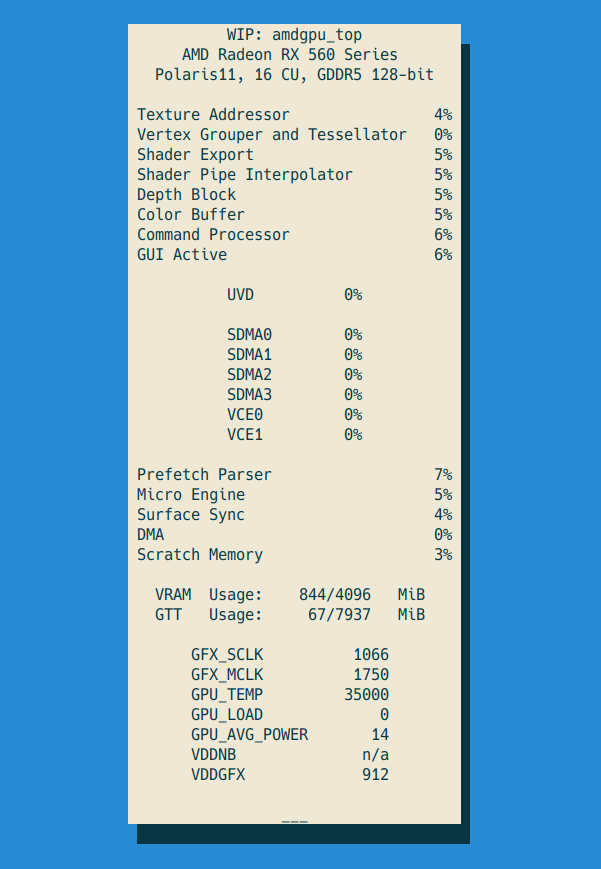 WIP: amdgpu_top
AMD Radeon RX 560 Series
Polaris11, 16 CU, GDDR5 128-bit
Texture Addressor 4%
Vertex Grouper and Tessellator 0%
Shader Export 5%
Shader Pipe Interpolator 5%
Depth Block 5%
Color Buffer 5%
Command Processor 6%
GUI Active 6%
UVD 0%
SDMA0 0%
SDMA1 0%
SDMA2 0%
SDMA3 0%
VCE0 0%
VCE1 0%
Prefetch Parser 7%
Micro Engine 5%
Surface Sync 4%
DMA 0%
Scratch Memory 3%
VRAM Usage: 844/4096 MiB
GTT Usage: 67/7937 MiB
GFX_SCLK 1066
GFX_MCLK 1750
GPU_TEMP 35000
GPU_LOAD 0
GPU_AVG_POWER 14
VDDNB n/a
VDDGFX 912